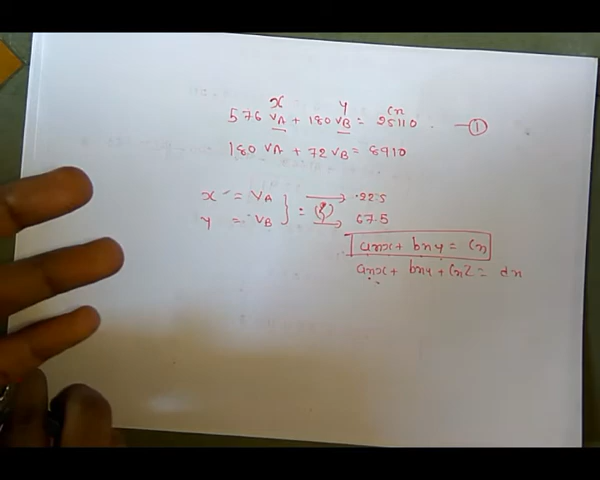 x y Cn
576 VA + 180 VB = 25110 — 1
180 VA + 72 VB = 8910
x = VA → 22.5
y = VB → 67.5
anx + bny = Cn
anx + bny + Cnz = dn